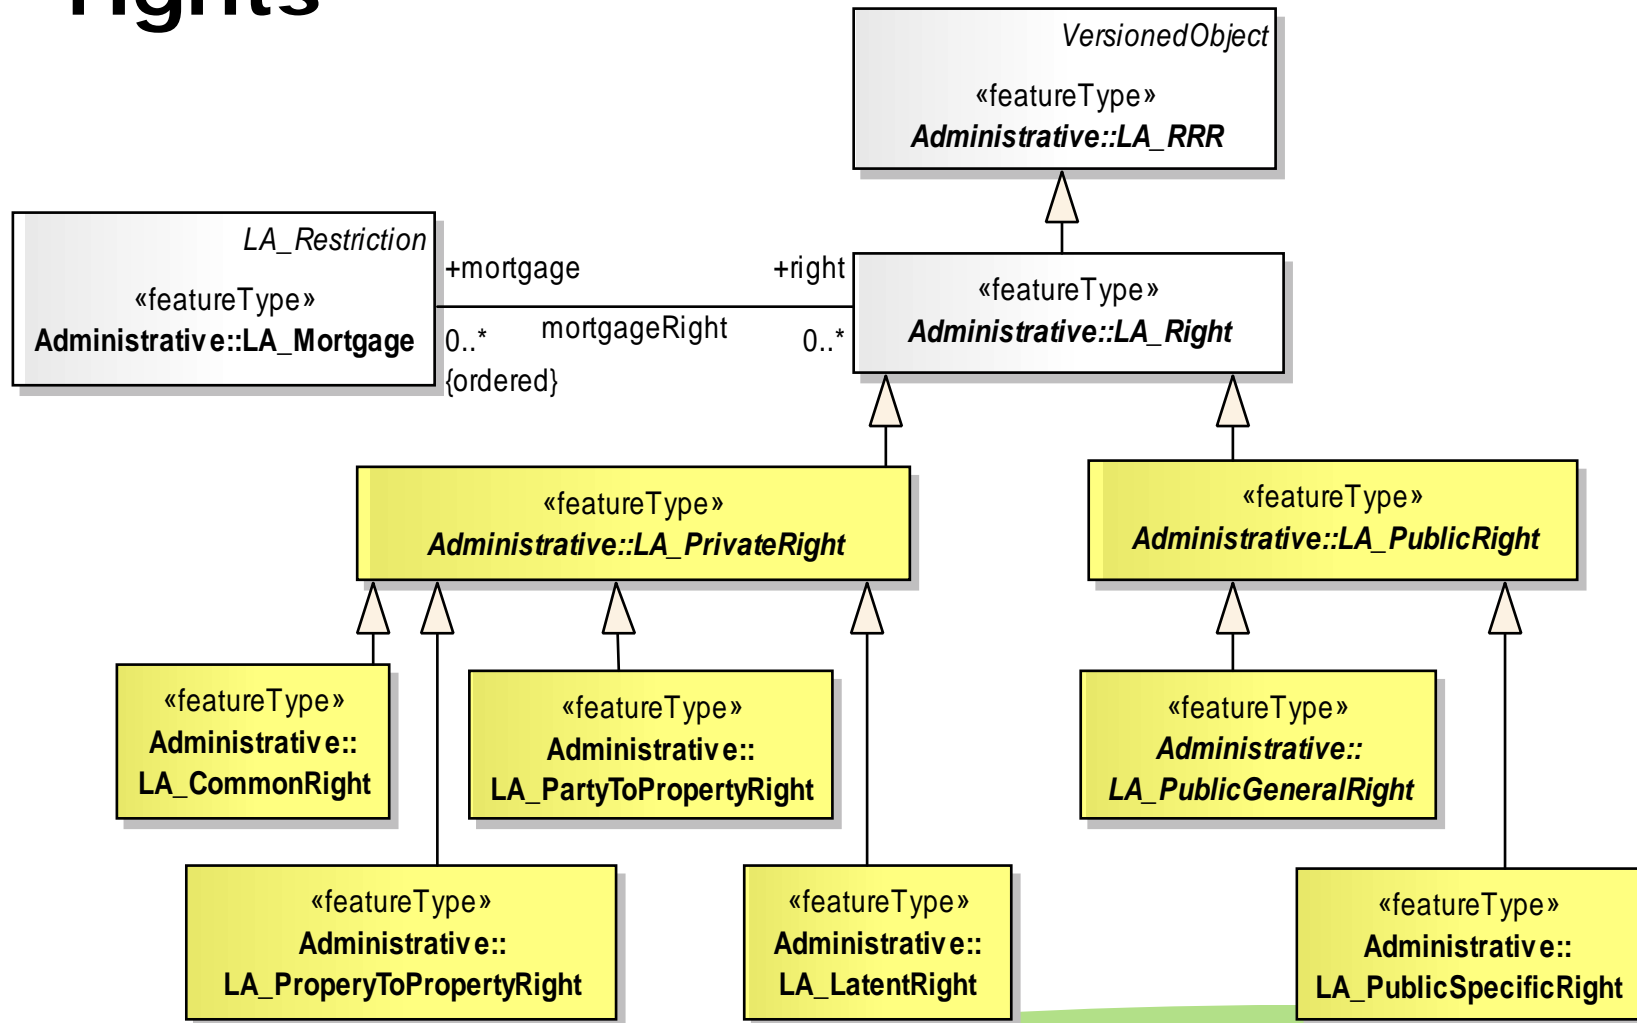 rights
VersionedObject
«featureType»
Administrative::LA_RRR
LA_Restriction
«featureType»
Administrative::LA_Mortgage
+mortgage
+right
mortgageRight
0..*
0..*
{ordered}
«featureType»
Administrative::LA_Right
«featureType»
Administrative::LA_PrivateRight
«featureType»
Administrative::LA_PublicRight
«featureType»
Administrative::
LA_CommonRight
«featureType»
Administrative::
LA_PartyToPropertyRight
«featureType»
Administrative::
LA_PublicGeneralRight
«featureType»
Administrative::
LA_ProperyToPropertyRight
«featureType»
Administrative::
LA_LatentRight
«featureType»
Administrative::
LA_PublicSpecificRight